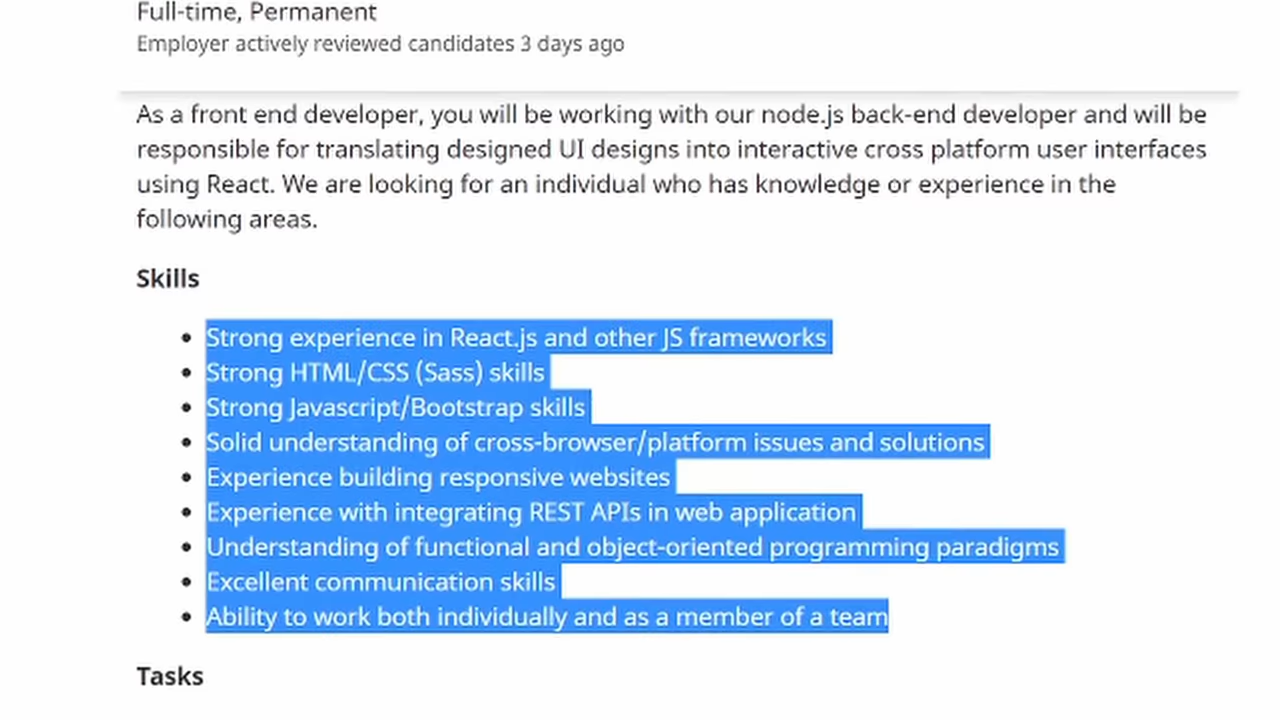 Full-time, Permanent
Employer actively reviewed candidates 3 days ago
As a front end developer, you will be working with our node.js back-end developer and will be
responsible for translating designed UI designs into interactive cross platform user interfaces
using React. We are looking for an individual who has knowledge or experience in the
following areas.
Skills
• Strong experience in React.js and other JS frameworks
• Strong HTML/CSS (Sass) skills
• Strong Javascript/Bootstrap skills
• Solid understanding of cross-browser/platform issues and solutions
• Experience building responsive websites
• Experience with integrating REST APIs in web application
• Understanding of functional and object-oriented programming paradigms
• Excellent communication skills
• Ability to work both individually and as a member of a team
Tasks